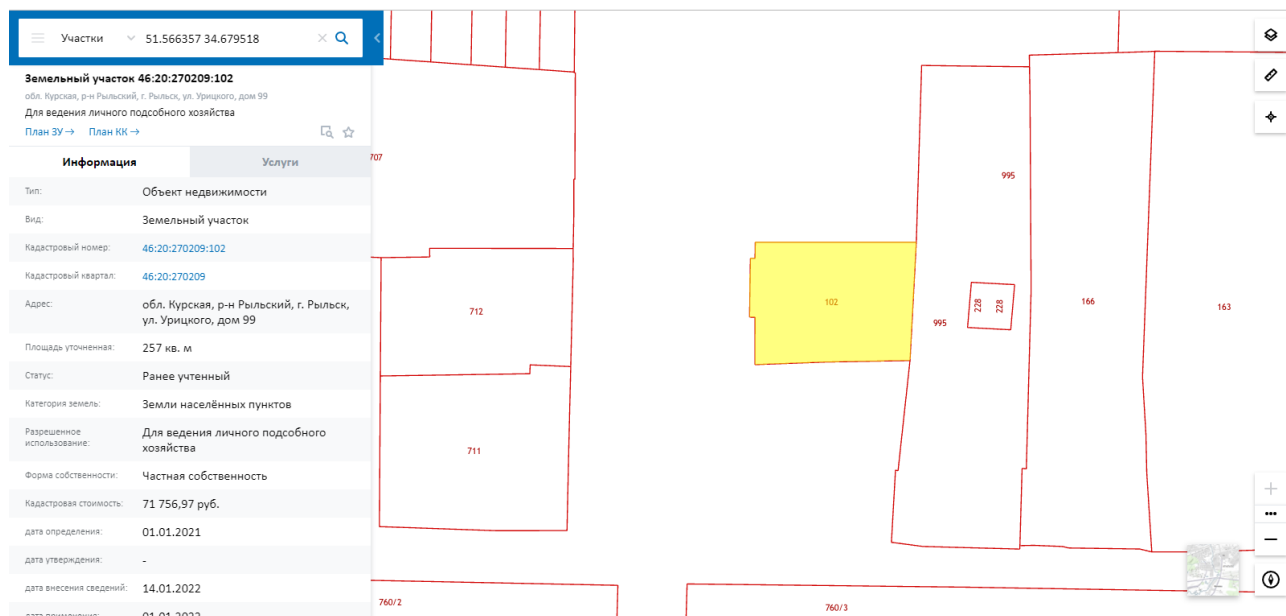 Участки 51.566357 34.679518
Земельный участок 46:20:270209:102
обл. Курская, р-н Рыльский, г. Рыльск, ул. Урицкого, дом 99
Для ведения личного подсобного хозяйства
План ЗУ → План КК →
Информация Услуги
Тип: Объект недвижимости
Вид: Земельный участок
Кадастровый номер: 46:20:270209:102
Кадастровый квартал: 46:20:270209
Адрес: обл. Курская, р-н Рыльский, г. Рыльск,
ул. Урицкого, дом 99
Площадь уточненная: 257 кв. м
Статус: Ранее учтенный
Категория земель: Земли населённых пунктов
Разрешенное
использование:
Для ведения личного подсобного
хозяйства
Форма собственности: Частная собственность
Кадастровая стоимость: 71 756,97 руб.
дата определения: 01.01.2021
дата утверждения: -
дата внесения сведений: 14.01.2022
707
995
102
712
228
228
166
163
995
711
760/2
760/3